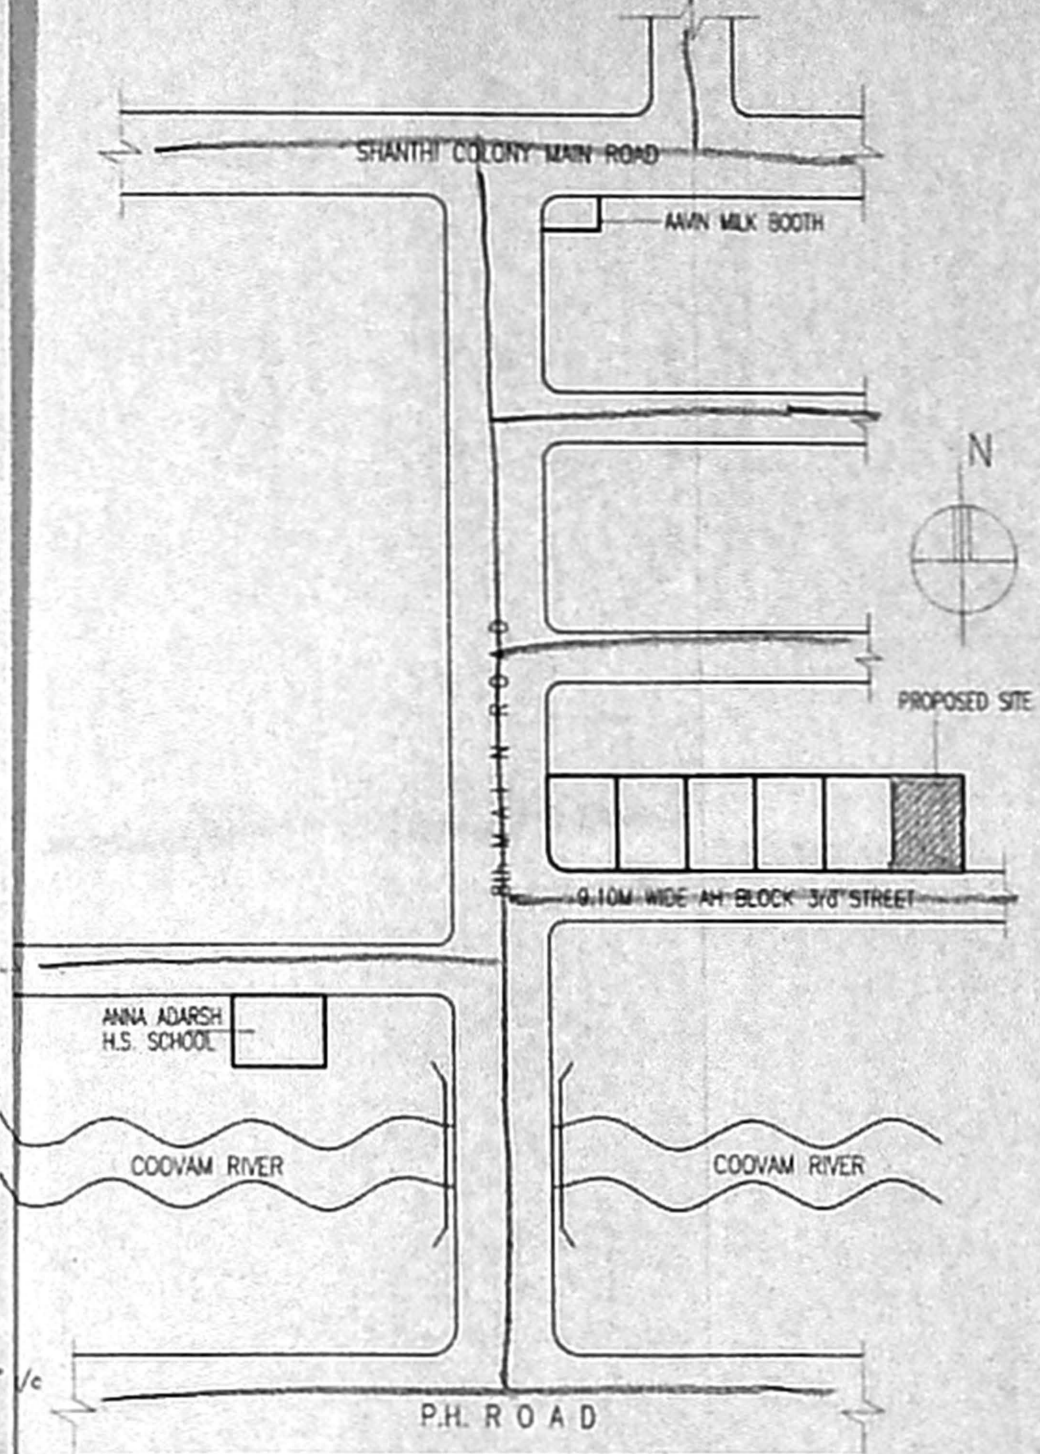 SHANTHI COLONY MAIN ROAD
AAVIN MILK BOOTH
N
MAIN ROAD
PROPOSED SITE
9.10M WIDE AH BLOCK 3rd STREET
ANNA ADARSH
H.S. SCHOOL
COOVAM RIVER
COOVAM RIVER
P.H. ROAD